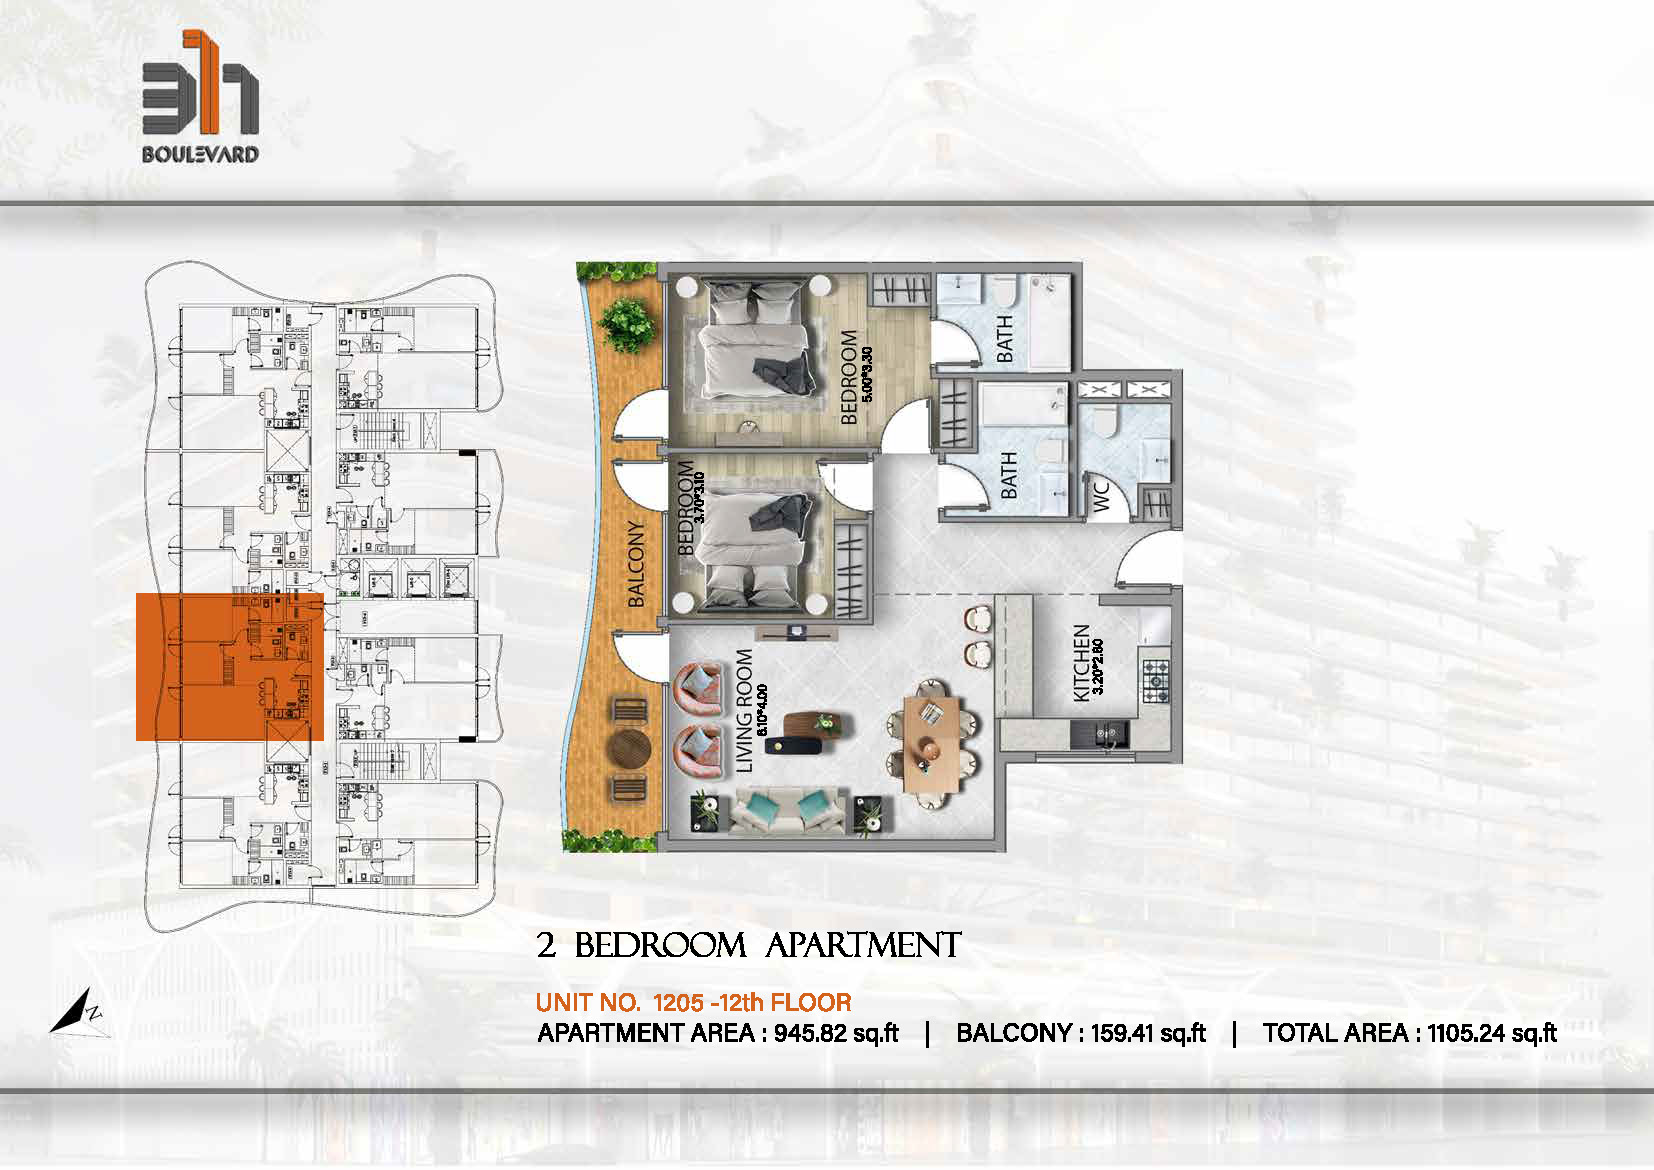 311
BOULEVARD
BEDROOM
5.00*3.30
BATH
BATH
WC
BEDROOM
3.70*3.10
BALCONY
LIVING ROOM
6.10*4.00
KITCHEN
3.20*2.80
N
2 BEDROOM APARTMENT
UNIT NO. 1205 -12th FLOOR
APARTMENT AREA : 945.82 sq.ft | BALCONY : 159.41 sq.ft | TOTAL AREA : 1105.24 sq.ft